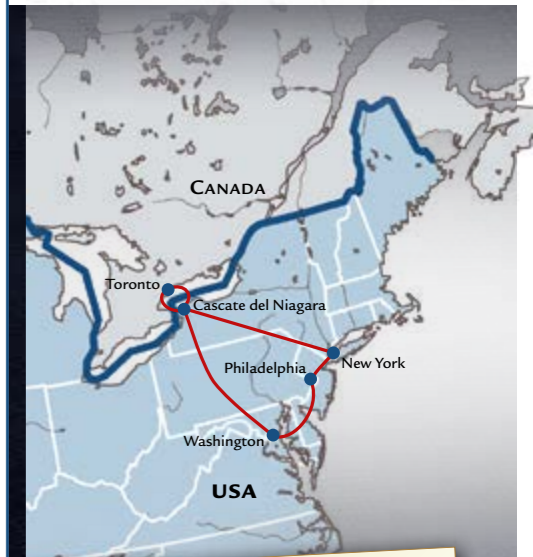 CANADA
Toronto
Cascate del Niagara
New York
Philadelphia
Washington
USA